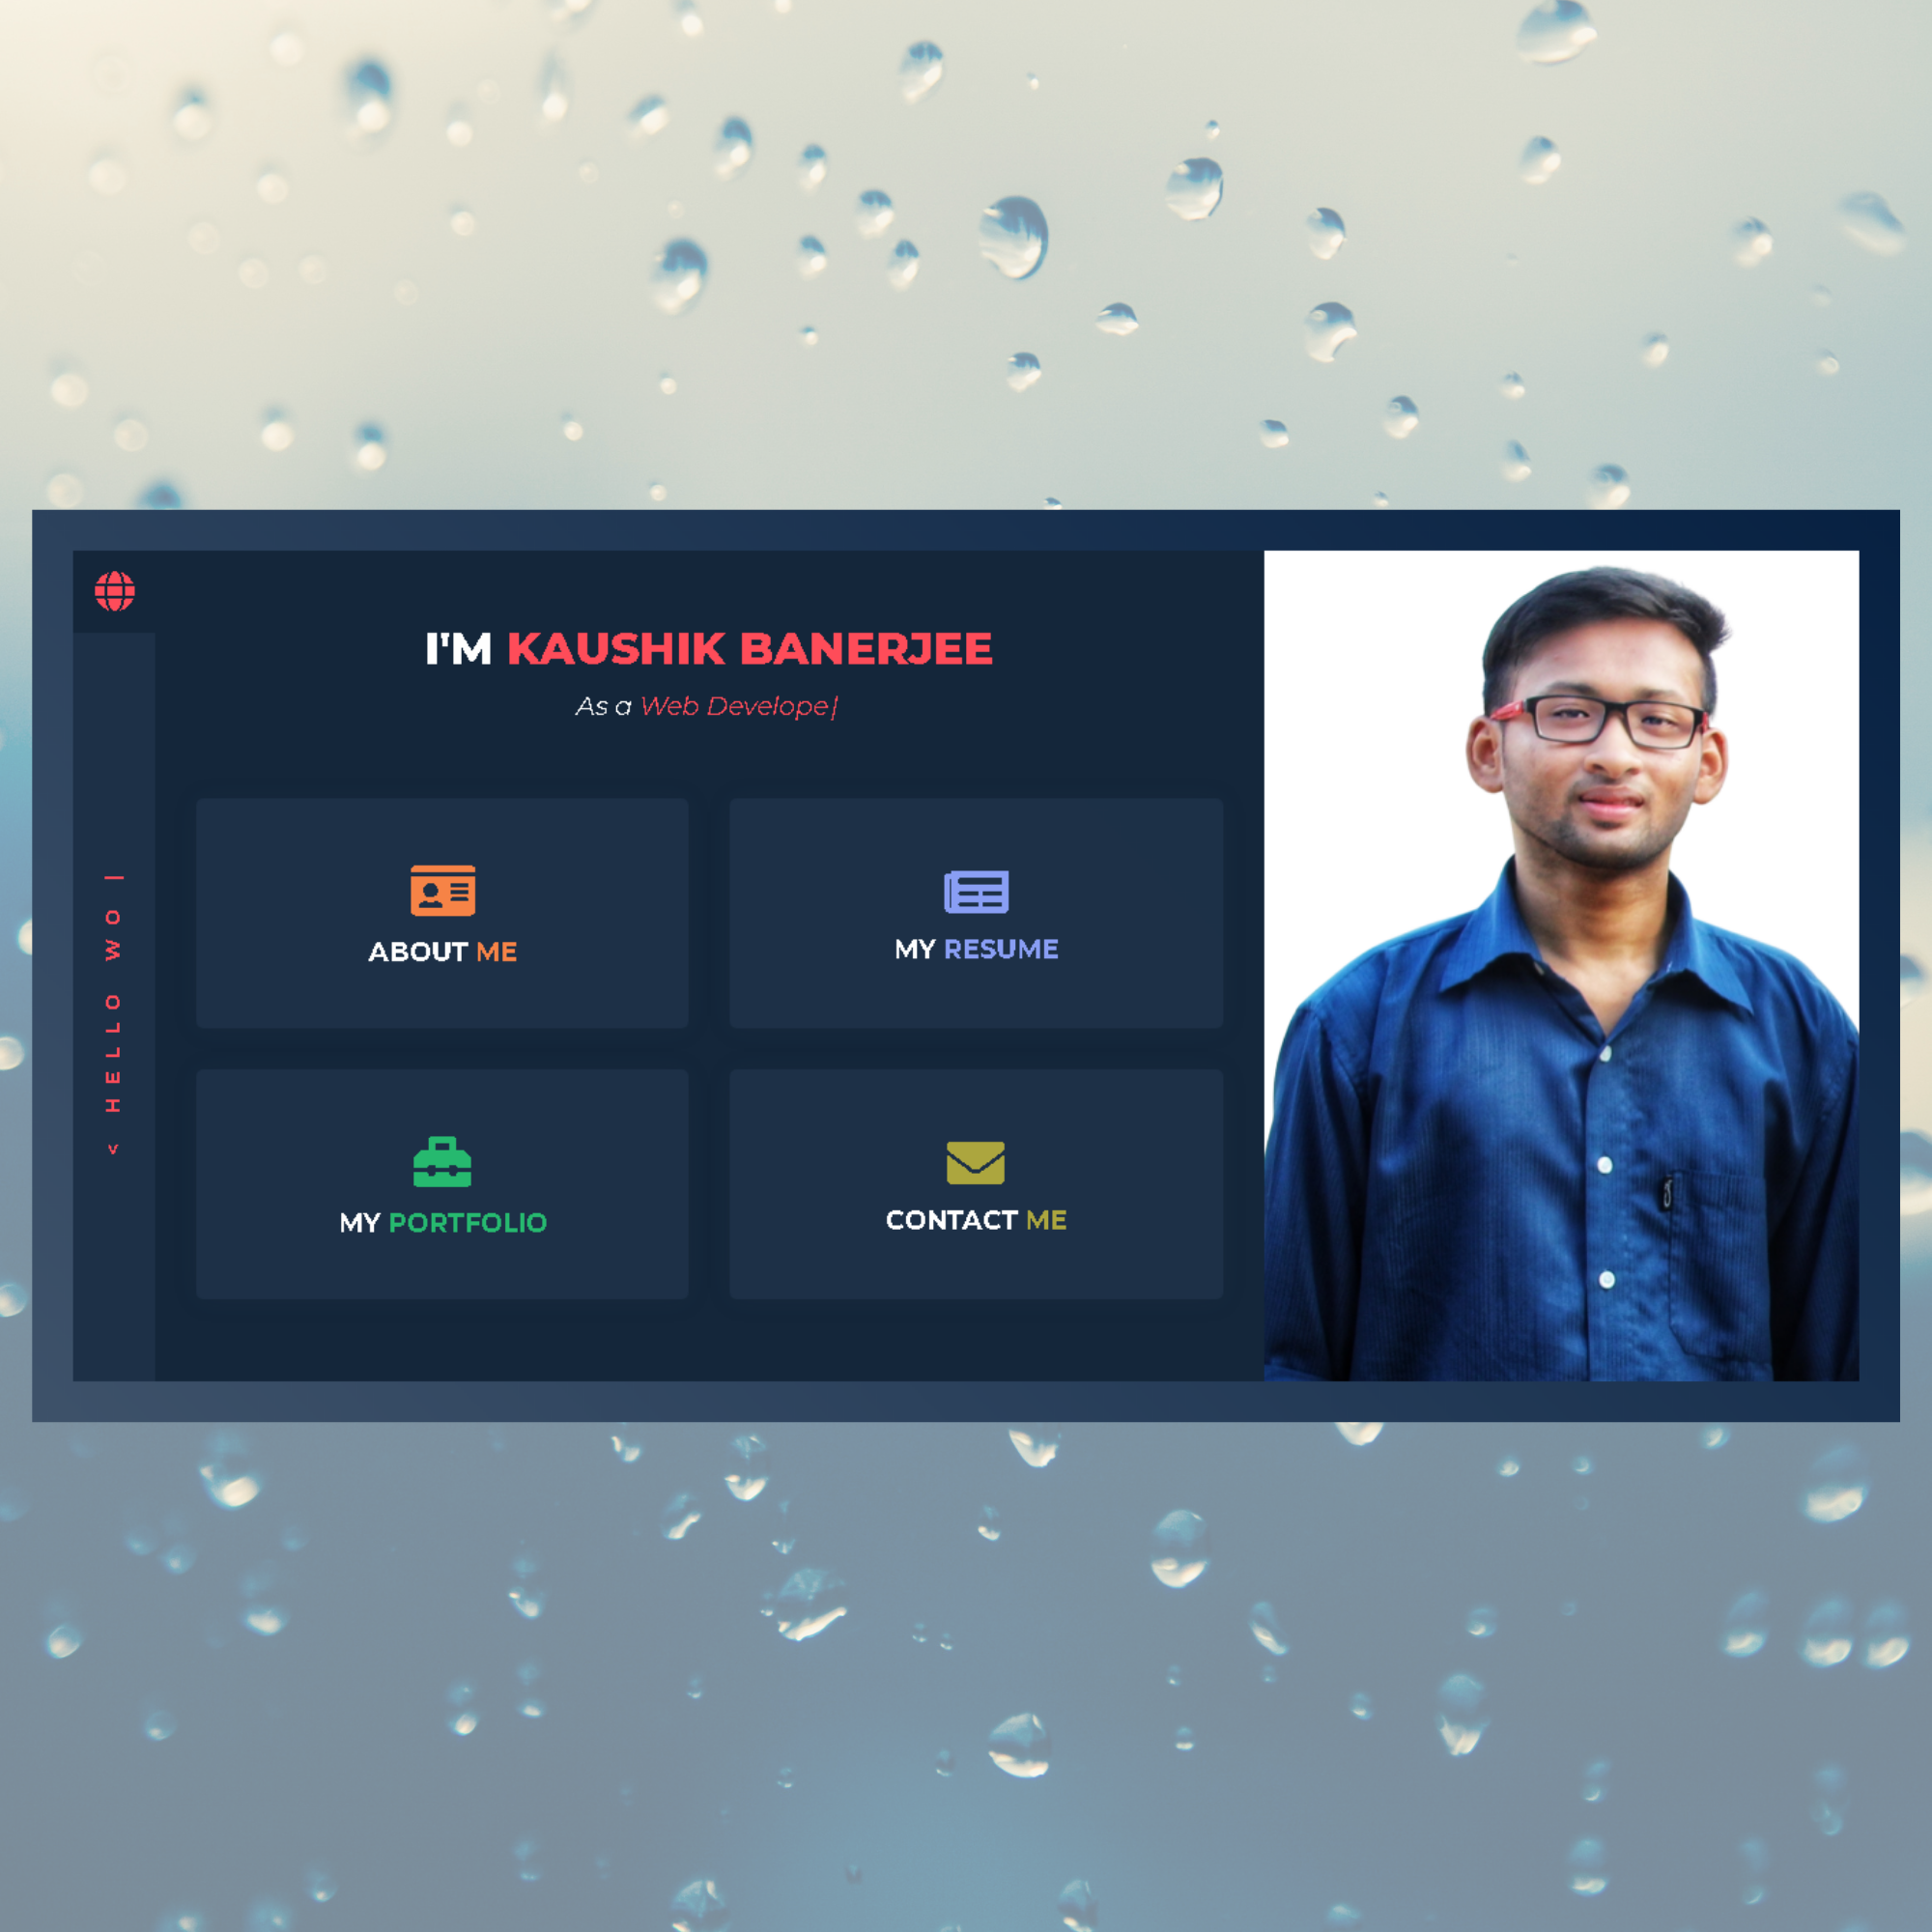 I'M KAUSHIK BANERJEE
As a Web Develope|
< HELLO WO |
ABOUT ME
MY RESUME
MY PORTFOLIO
CONTACT ME